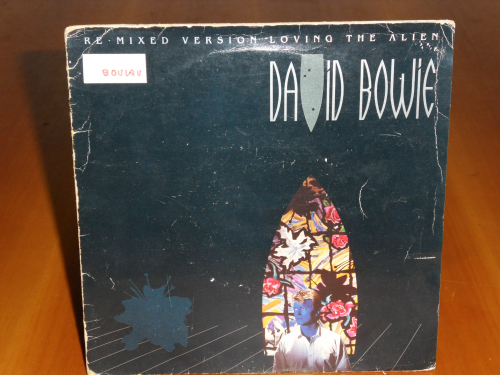 RE·MIXED VERSION LOVING THE ALIEN
DAVID BOWIE